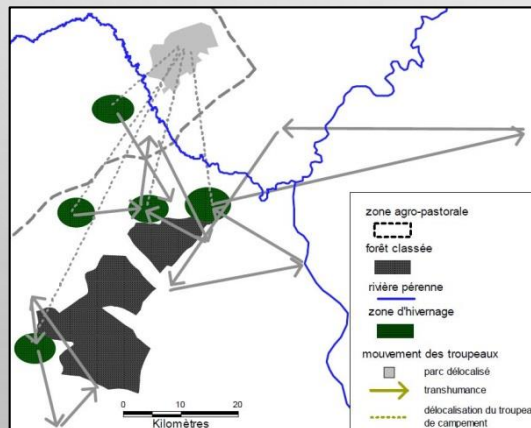 zone agro-pastorale
forêt classée
rivière pérenne
zone d'hivernage
mouvement des troupeaux
parc délocalisé
transhumance
délocalisation du troupeau
de campement
0 10 20
Kilomètres